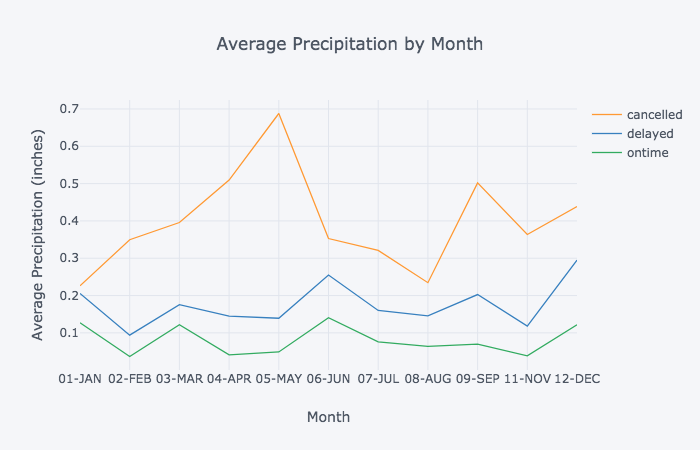 Average Precipitation by Month
cancelled
delayed
ontime
Average Precipitation (inches)
0.7
0.6
0.5
0.4
0.3
0.2
0.1
01-JAN 02-FEB 03-MAR 04-APR 05-MAY 06-JUN 07-JUL 08-AUG 09-SEP 11-NOV 12-DEC
Month